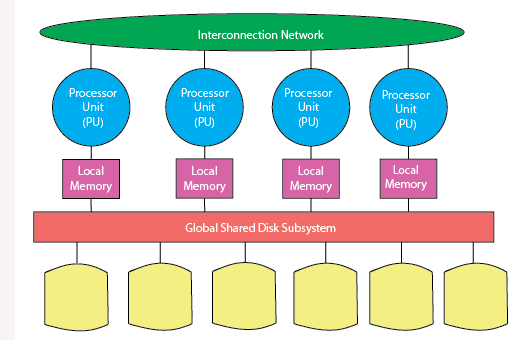 Interconnection Network
Processor
Unit
(PU)
Processor
Unit
(PU)
Processor
Unit
(PU)
Processor
Unit
(PU)
Local
Memory
Local
Memory
Local
Memory
Local
Memory
Global Shared Disk Subsystem